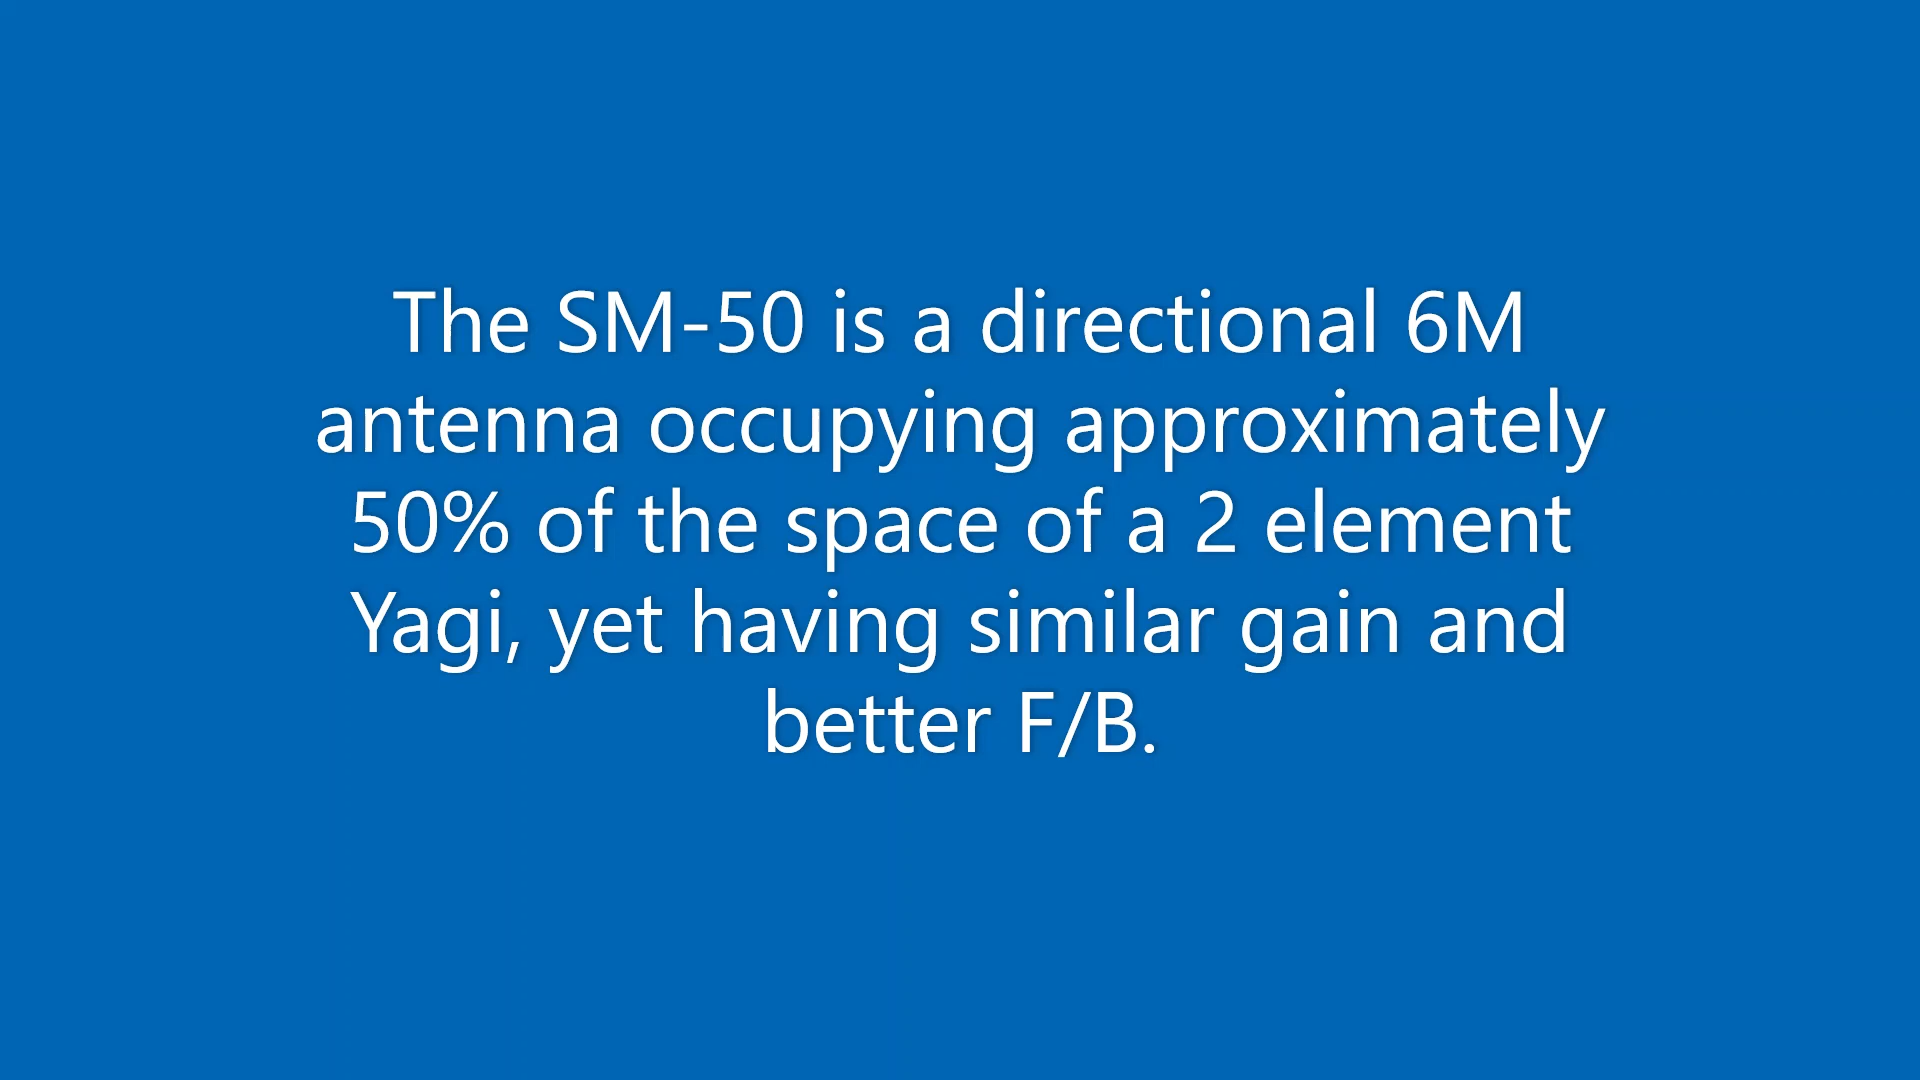 The SM-50 is a directional 6M
antenna occupying approximately
50% of the space of a 2 element
Yagi, yet having similar gain and
better F/B.